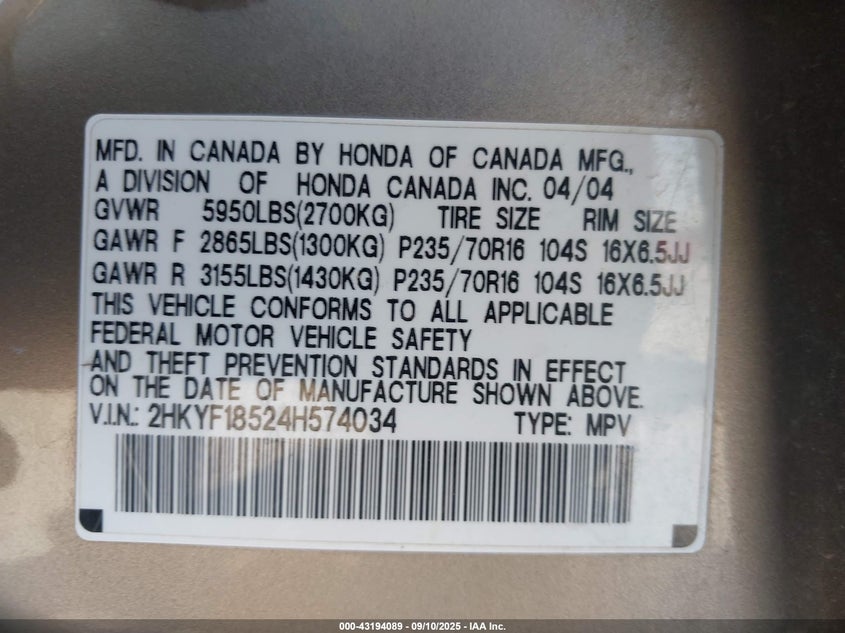 MFD. IN CANADA BY HONDA OF CANADA MFG.,
A DIVISION OF HONDA CANADA INC. 04/04
GVWR 5950LBS(2700KG) TIRE SIZE RIM SIZE
GAWR F 2865LBS(1300KG) P235/70R16 104S 16X6.5JJ
GAWR R 3155LBS(1430KG) P235/70R16 104S 16X6.5JJ
THIS VEHICLE CONFORMS TO ALL APPLICABLE
FEDERAL MOTOR VEHICLE SAFETY
AND THEFT PREVENTION STANDARDS IN EFFECT
ON THE DATE OF MANUFACTURE SHOWN ABOVE.
V.I.N.: 2HKYF18524H574034 TYPE: MPV
000-43194089 - 09/10/2025 - IAA Inc.